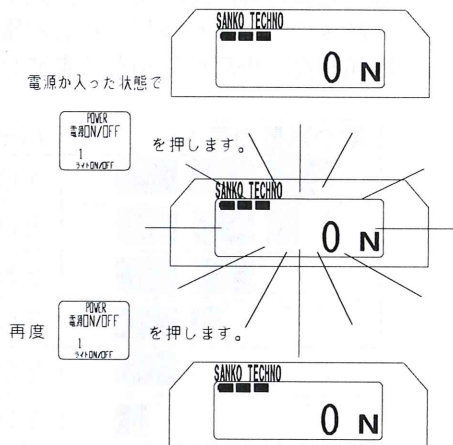 SANKO TECHNO
0 N
電源か入った状態で
POWER
電源ON/OFF
1
ライトON/OFF
を押します。
SANKO TECHNO
0 N
再度
POWER
電源ON/OFF
1
ライトON/OFF
を押します。
SANKO TECHNO
0 N